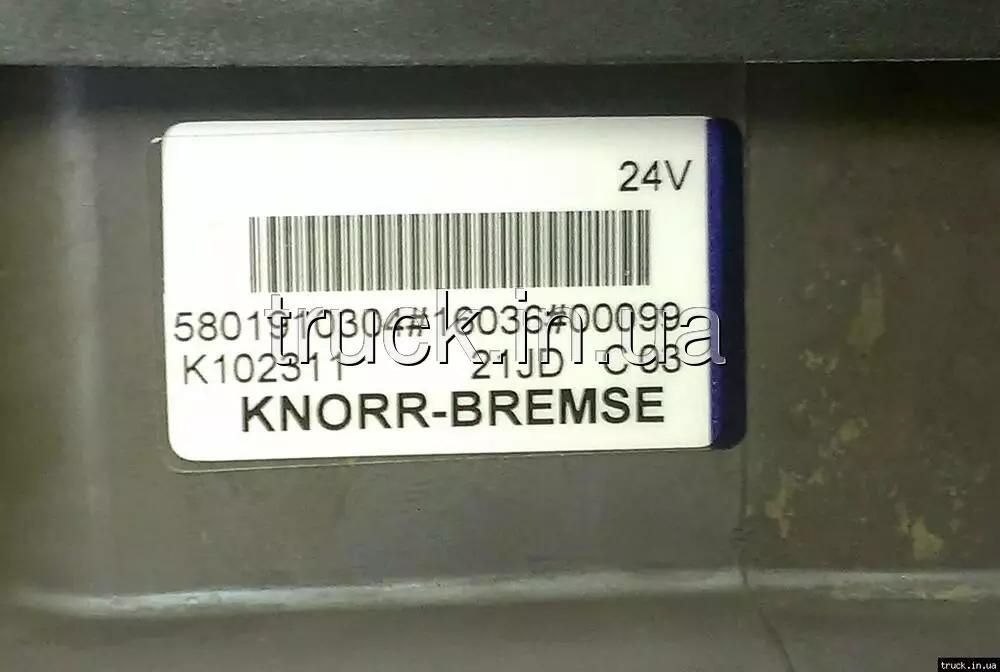 24V
5801910304#16036#00099
K102311 21JD C 03
KNORR-BREMSE
truck.in.ua
truck.in.ua